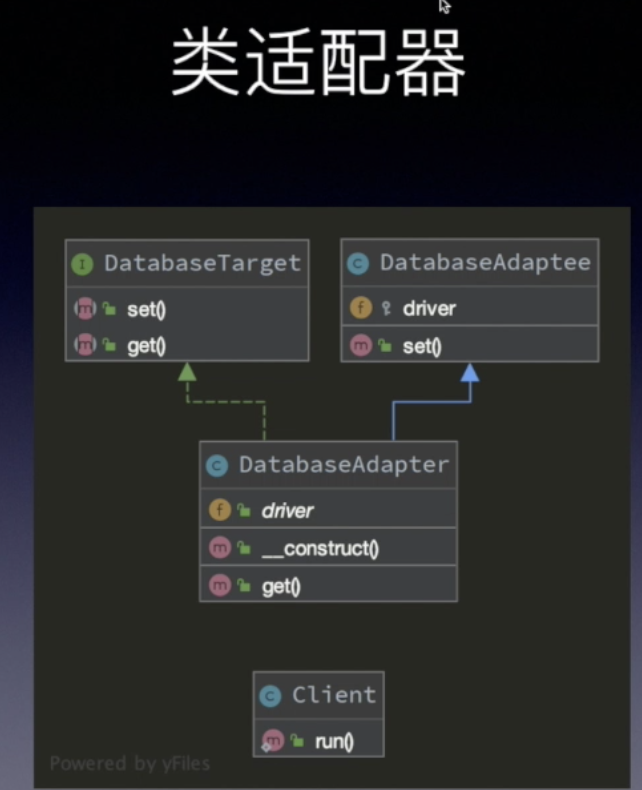 类适配器
DatabaseTarget
set()
get()
DatabaseAdaptee
driver
set()
DatabaseAdapter
driver
__construct()
get()
Client
run()
Powered by yFiles